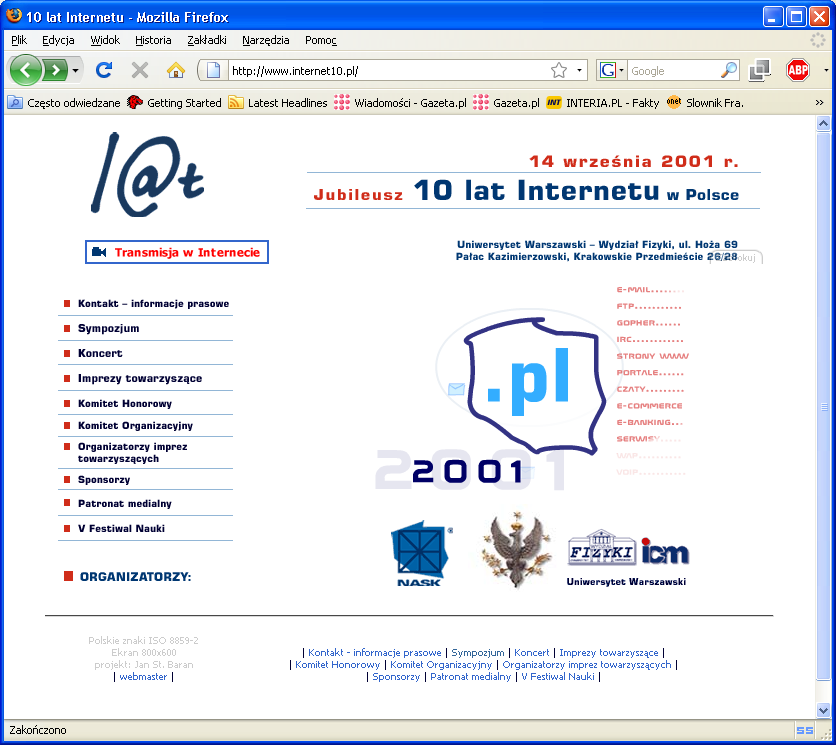 10 lat Internetu - Mozilla Firefox
Plik Edycja Widok Historia Zakładki Narzędzia Pomoc
http://www.internet10.pl/ G Google ABP
Często odwiedzane Getting Started Latest Headlines Wiadomości - Gazeta.pl Gazeta.pl INT INTERIA.PL - Fakty onet Słownik Fra. »
l@t
14 września 2001 r.
Jubileusz 10 lat Internetu w Polsce
Transmisja w Internecie
Uniwersytet Warszawski – Wydział Fizyki, ul. Hoża 69
Pałac Kazimierzowski, Krakowskie Przedmieście 26/28
Kontakt – informacje prasowe
Sympozjum
Koncert
Imprezy towarzyszące
Komitet Honorowy
Komitet Organizacyjny
Organizatorzy imprez
towarzyszących
Sponsorzy
Patronat medialny
V Festiwal Nauki
ORGANIZATORZY:
E-MAIL.......
FTP...........
GOPHER......
IRC............
STRONY WWW
PORTALE......
CZATY.........
E-COMMERCE
E-BANKING...
SERWISY.....
WAP...........
VOIP...........
.pl
2001
2001
NASK
WYDZIAŁ
FIZYKI
icm
Uniwersytet Warszawski
Polskie znaki ISO 8859-2
Ekran 800x600
projekt: Jan St. Baran
| webmaster |
| Kontakt - informacje prasowe | Sympozjum | Koncert | Imprezy towarzyszące |
| Komitet Honorowy | Komitet Organizacyjny | Organizatorzy imprez towarzyszących |
| Sponsorzy | Patronat medialny | V Festiwal Nauki |
Zakończono